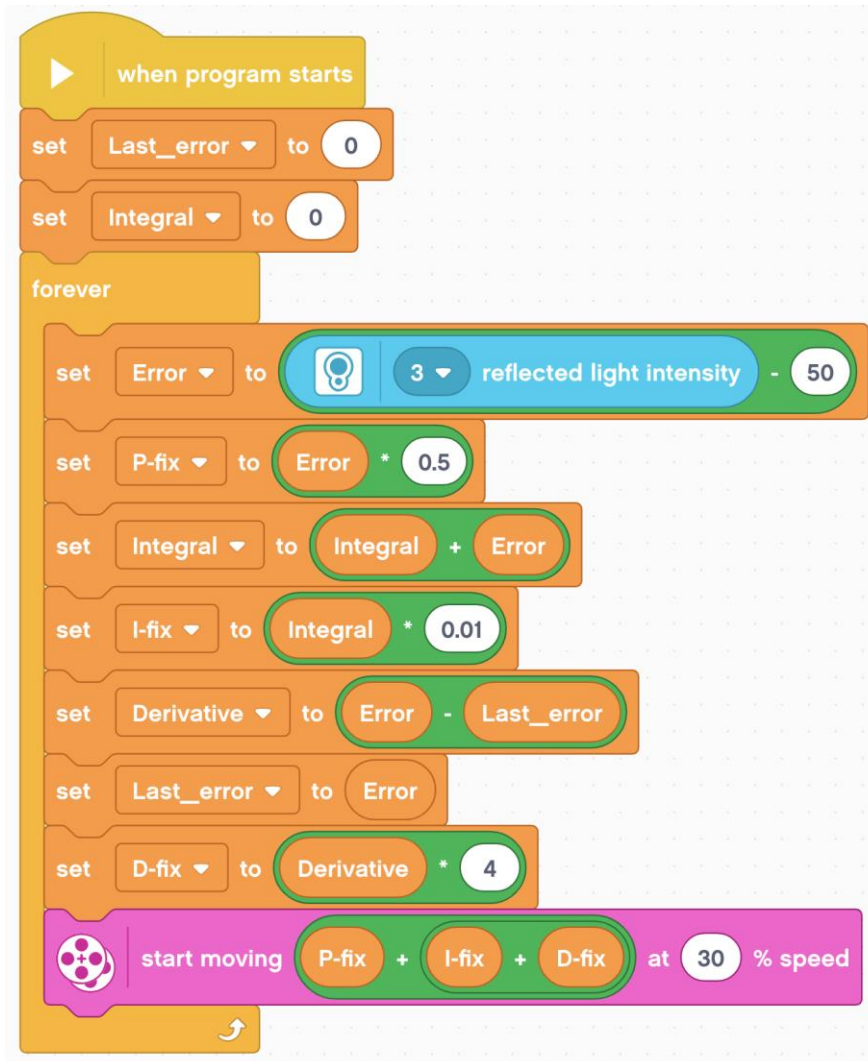 when program starts
set Last_error to 0
set Integral to 0
forever
set Error to 3 reflected light intensity - 50
set P-fix to Error * 0.5
set Integral to Integral + Error
set I-fix to Integral * 0.01
set Derivative to Error - Last_error
set Last_error to Error
set D-fix to Derivative * 4
start moving P-fix + I-fix + D-fix at 30 % speed